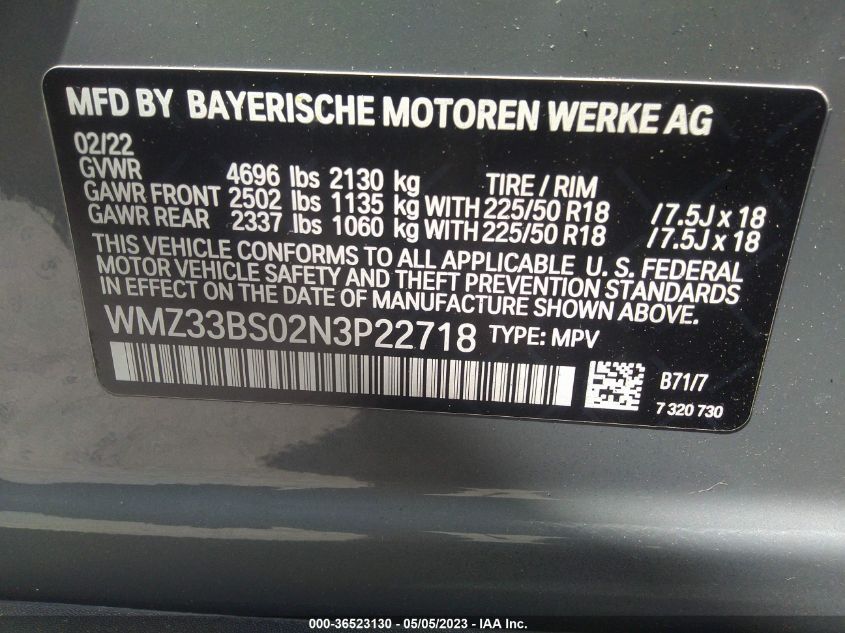 MFD BY BAYERISCHE MOTOREN WERKE AG
02/22
GVWR 4696 lbs 2130 kg TIRE / RIM
GAWR FRONT 2502 lbs 1135 kg WITH 225/50 R18 / 7.5J x 18
GAWR REAR 2337 lbs 1060 kg WITH 225/50 R18 / 7.5J x 18
THIS VEHICLE CONFORMS TO ALL APPLICABLE U. S. FEDERAL
MOTOR VEHICLE SAFETY AND THEFT PREVENTION STANDARDS
IN EFFECT ON THE DATE OF MANUFACTURE SHOWN ABOVE.
WMZ33BS02N3P22718 TYPE: MPV
B71/7
7 320 730
000-36523130 - 05/05/2023 - IAA Inc.